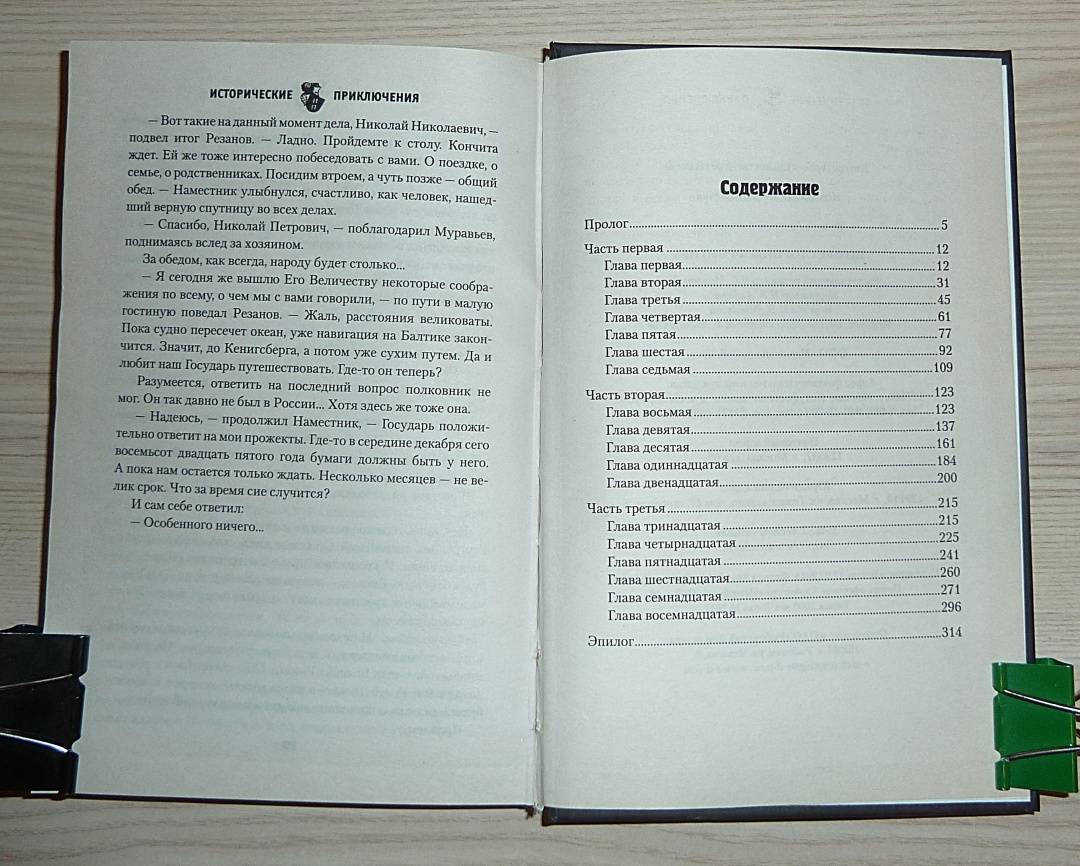 ИСТОРИЧЕСКИЕ ПРИКЛЮЧЕНИЯ
— Вот такие на данный момент дела, Николай Николаевич, —
подвел итог Резанов. — Ладно. Пройдемте к столу. Кончита
ждет. Ей же тоже интересно побеседовать с вами. О поездке, о
семье, о родственниках. Посидим втроем, а чуть позже — общий
обед. — Наместник улыбнулся, счастливо, как человек, нашед-
ший верную спутницу во всех делах.
— Спасибо, Николай Петрович, — поблагодарил Муравьев,
поднимаясь вслед за хозяином.
За обедом, как всегда, народу будет столько...
— Я сегодня же вышлю Его Величеству некоторые сообра-
жения по всему, о чем мы с вами говорили, — по пути в малую
гостиную поведал Резанов. — Жаль, расстояния великоваты.
Пока судно пересечет океан, уже навигация на Балтике закон-
чится. Значит, до Кенигсберга, а потом уже сухим путем. Да и
любит наш Государь путешествовать. Где-то он теперь?
Разумеется, ответить на последний вопрос полковник не
мог. Он так давно не был в России... Хотя здесь же тоже она.
— Надеюсь, — продолжил Наместник, — Государь положи-
тельно ответит на мои прожекты. Где-то в середине декабря сего
восемьсот двадцать пятого года бумаги должны быть у него.
А пока нам остается только ждать. Несколько месяцев — не ве-
лик срок. Что за время сие случится?
И сам себе ответил:
— Особенного ничего...
Содержание
Пролог...5
Часть первая...12
Глава первая...12
Глава вторая...31
Глава третья...45
Глава четвертая...61
Глава пятая...77
Глава шестая...92
Глава седьмая...109
Часть вторая...123
Глава восьмая...123
Глава девятая...137
Глава десятая...161
Глава одиннадцатая...184
Глава двенадцатая...200
Часть третья...215
Глава тринадцатая...215
Глава четырнадцатая...225
Глава пятнадцатая...241
Глава шестнадцатая...260
Глава семнадцатая...271
Глава восемнадцатая...296
Эпилог...314